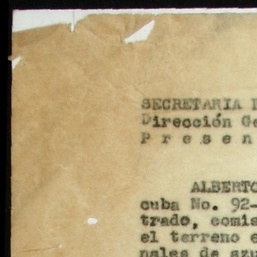 SECRETARIA D
Dirección Ge
P r e s e n
ALBERTO
cuba No. 92-
trado, comis
el terreno e
nales de azu